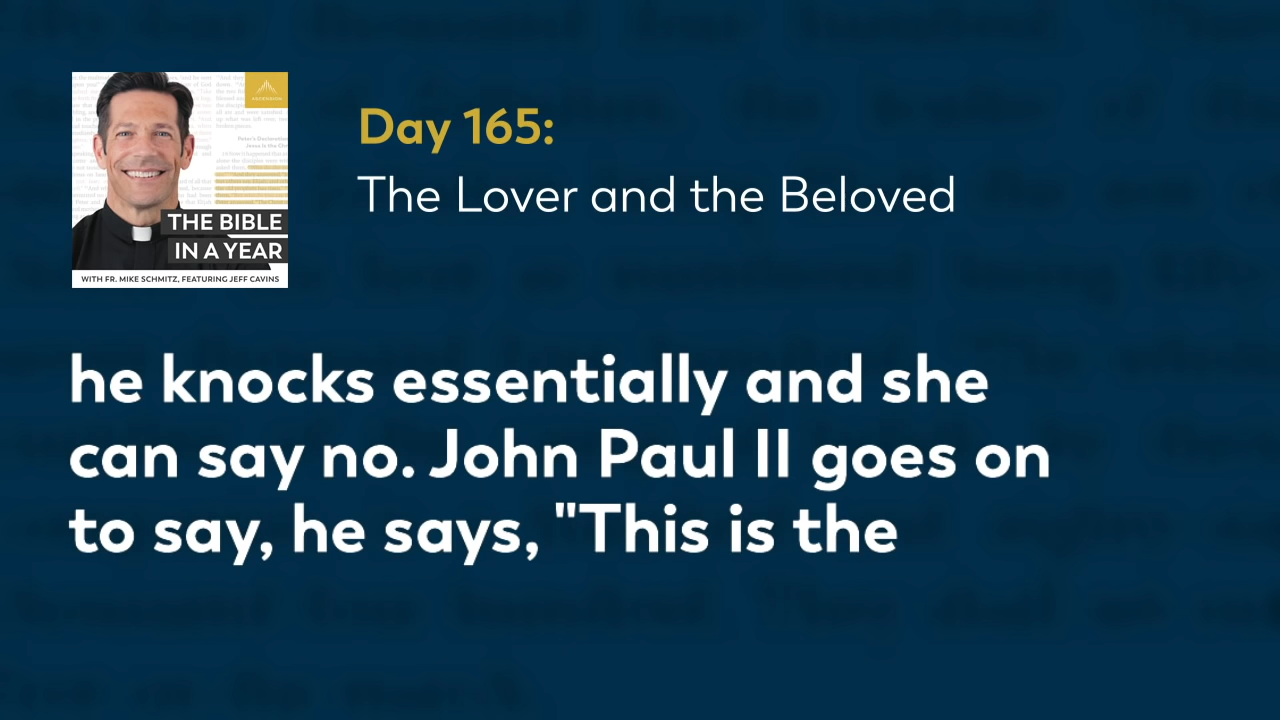 Day 165:
The Lover and the Beloved
THE BIBLE
IN A YEAR
WITH FR. MIKE SCHMITZ, FEATURING JEFF CAVINS
he knocks essentially and she
can say no. John Paul II goes on
to say, he says, "This is the